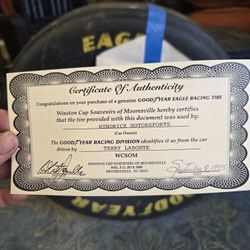 EAGLE
Certificate Of Authenticity
Congratulations on your purchase of a genuine GOODYEAR EAGLE RACING TIRE
Winston Cup Souvenirs of Mooresville hereby certifies
that the tire provided with this document was used by:
HENDRICK MOTORSPORTS
(Car Owner)
The GOODYEAR RACING DIVISION identifies it as from the car
driven by TERRY LABONTE
WCSOM
WINSTON CUP SOUVENIRS OF MOORESVILLE
MOORESVILLE, NC 28115
GOODYEAR